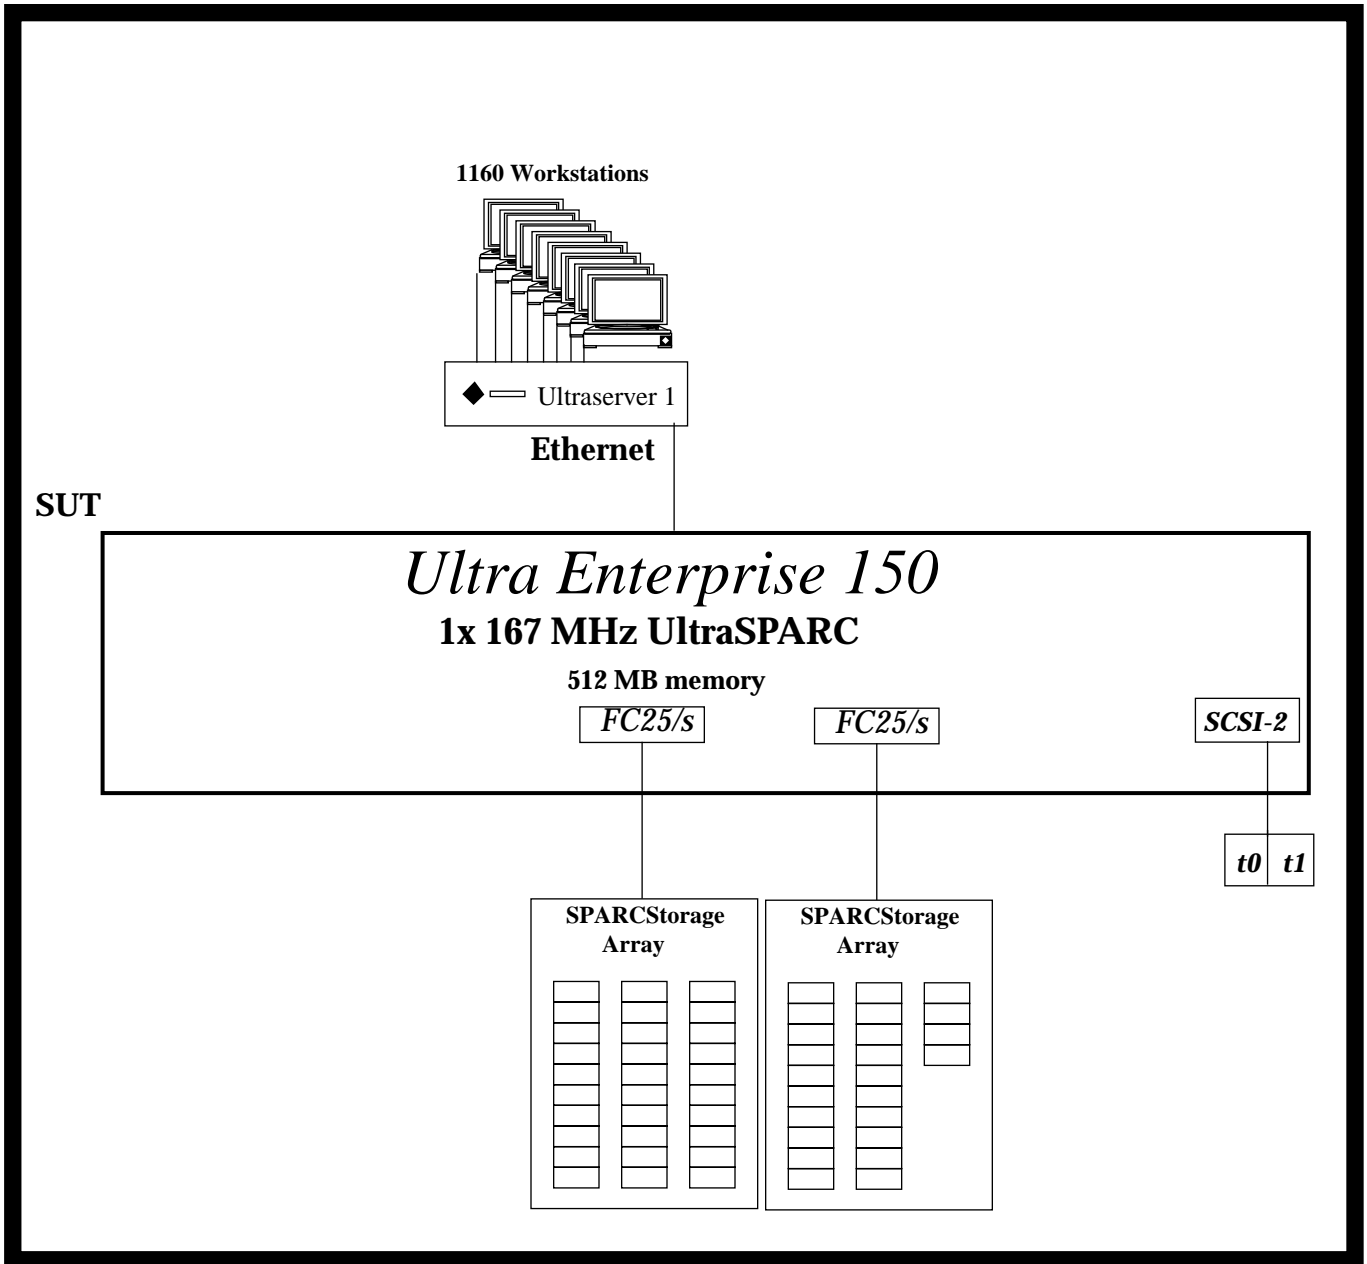 1160 Workstations
Ultraserver 1
Ethernet
SUT
Ultra Enterprise 150
1x 167 MHz UltraSPARC
512 MB memory
FC25/s
FC25/s
SCSI-2
t0
t1
SPARCStorage
Array
SPARCStorage
Array